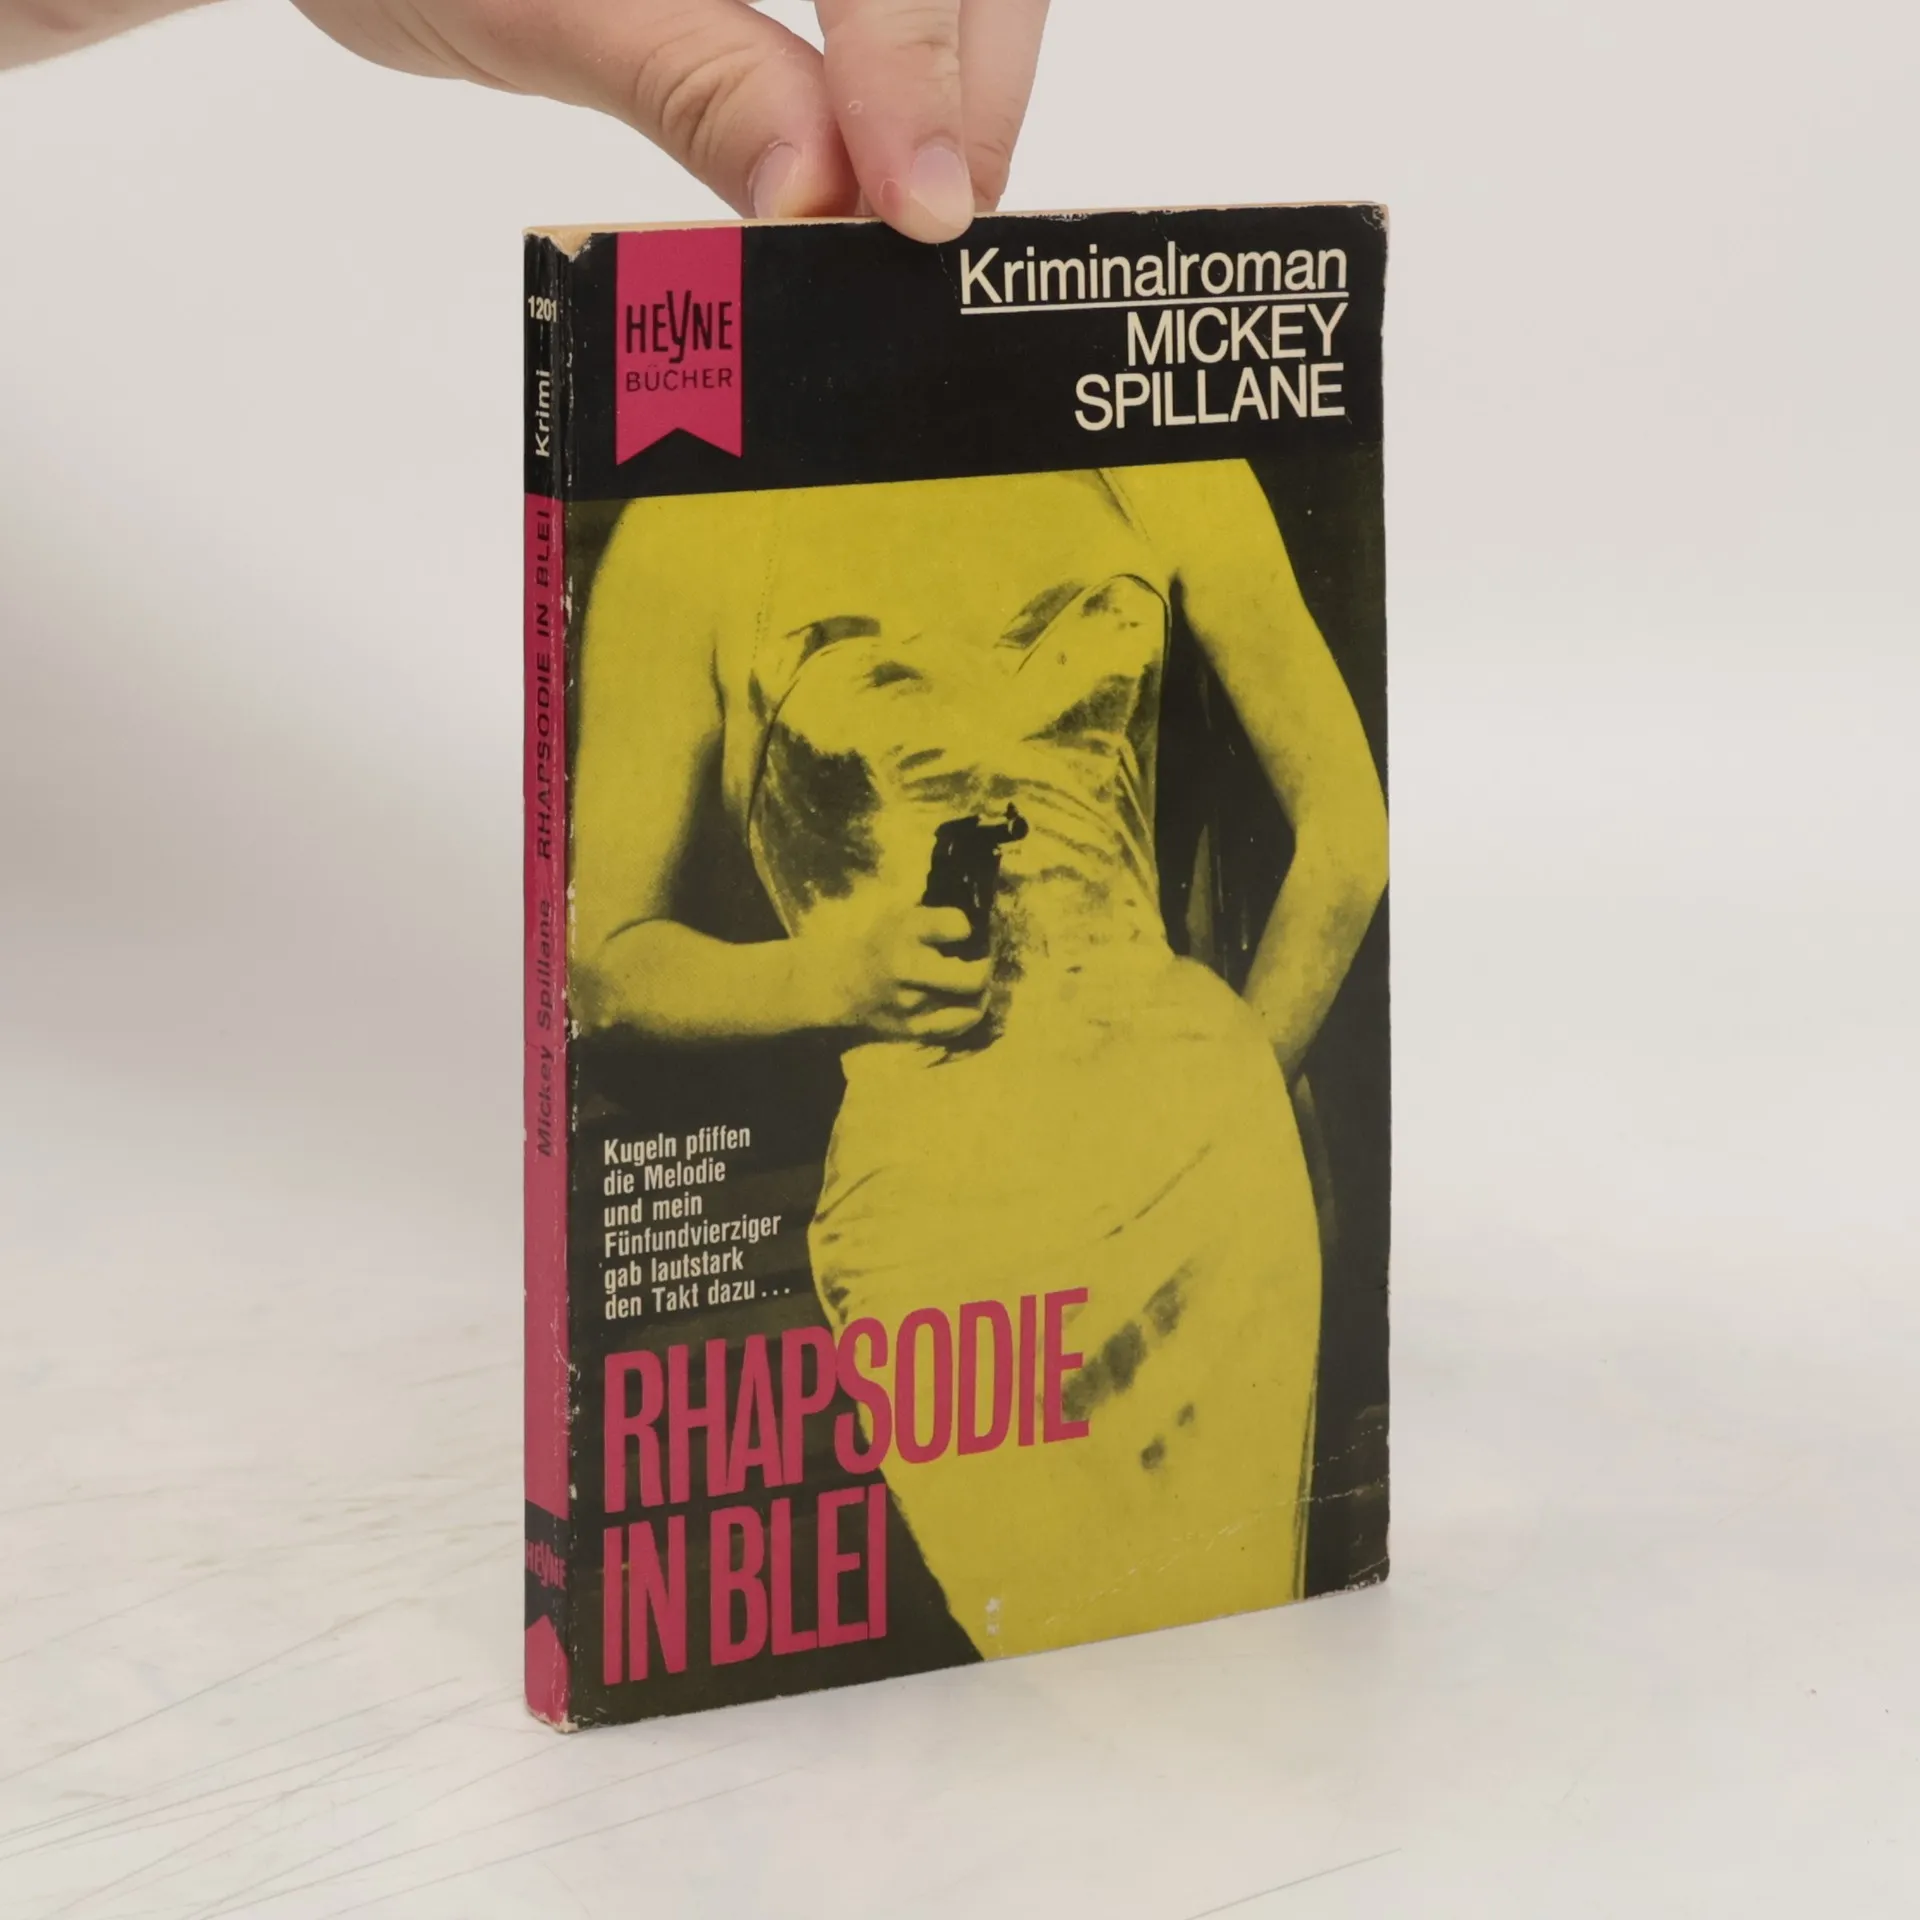 Kriminalroman
MICKEY
SPILLANE
HEYNE
BÜCHER
Kugeln pfiffen
die Melodie
und mein
Fünfundvierziger
gab lautstark
den Takt dazu...
RHAPSODIE
IN BLEI
1201
Krimi
Mickey Spillane RHAPSODIE IN BLEI
HEYNE